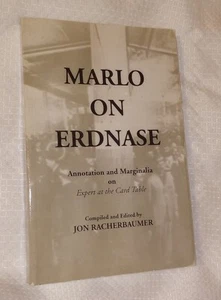 MARLO
ON
ERDNASE
Annotation and Marginalia
on
Expert at the Card Table
Compiled and Edited by
JON RACHERBAUMER